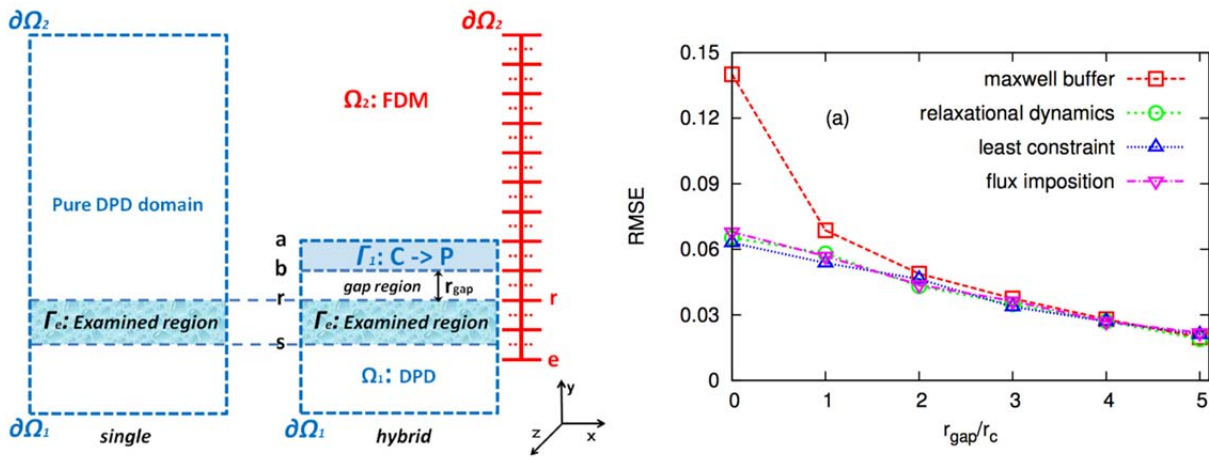 ∂Ω₂
∂Ω₂
Ω₂: FDM
Pure DPD domain
a
Γ₁: C -> P
b
gap region
r_gap
r
r
Γₑ: Examined region
Γₑ: Examined region
s
e
Ω₁: DPD
∂Ω₁
single
∂Ω₁
hybrid
y
z
x
0.15
0.12
0.09
0.06
0.03
0
RMSE
(a)
maxwell buffer
relaxational dynamics
least constraint
flux imposition
0 1 2 3 4 5
r_gap/r_c